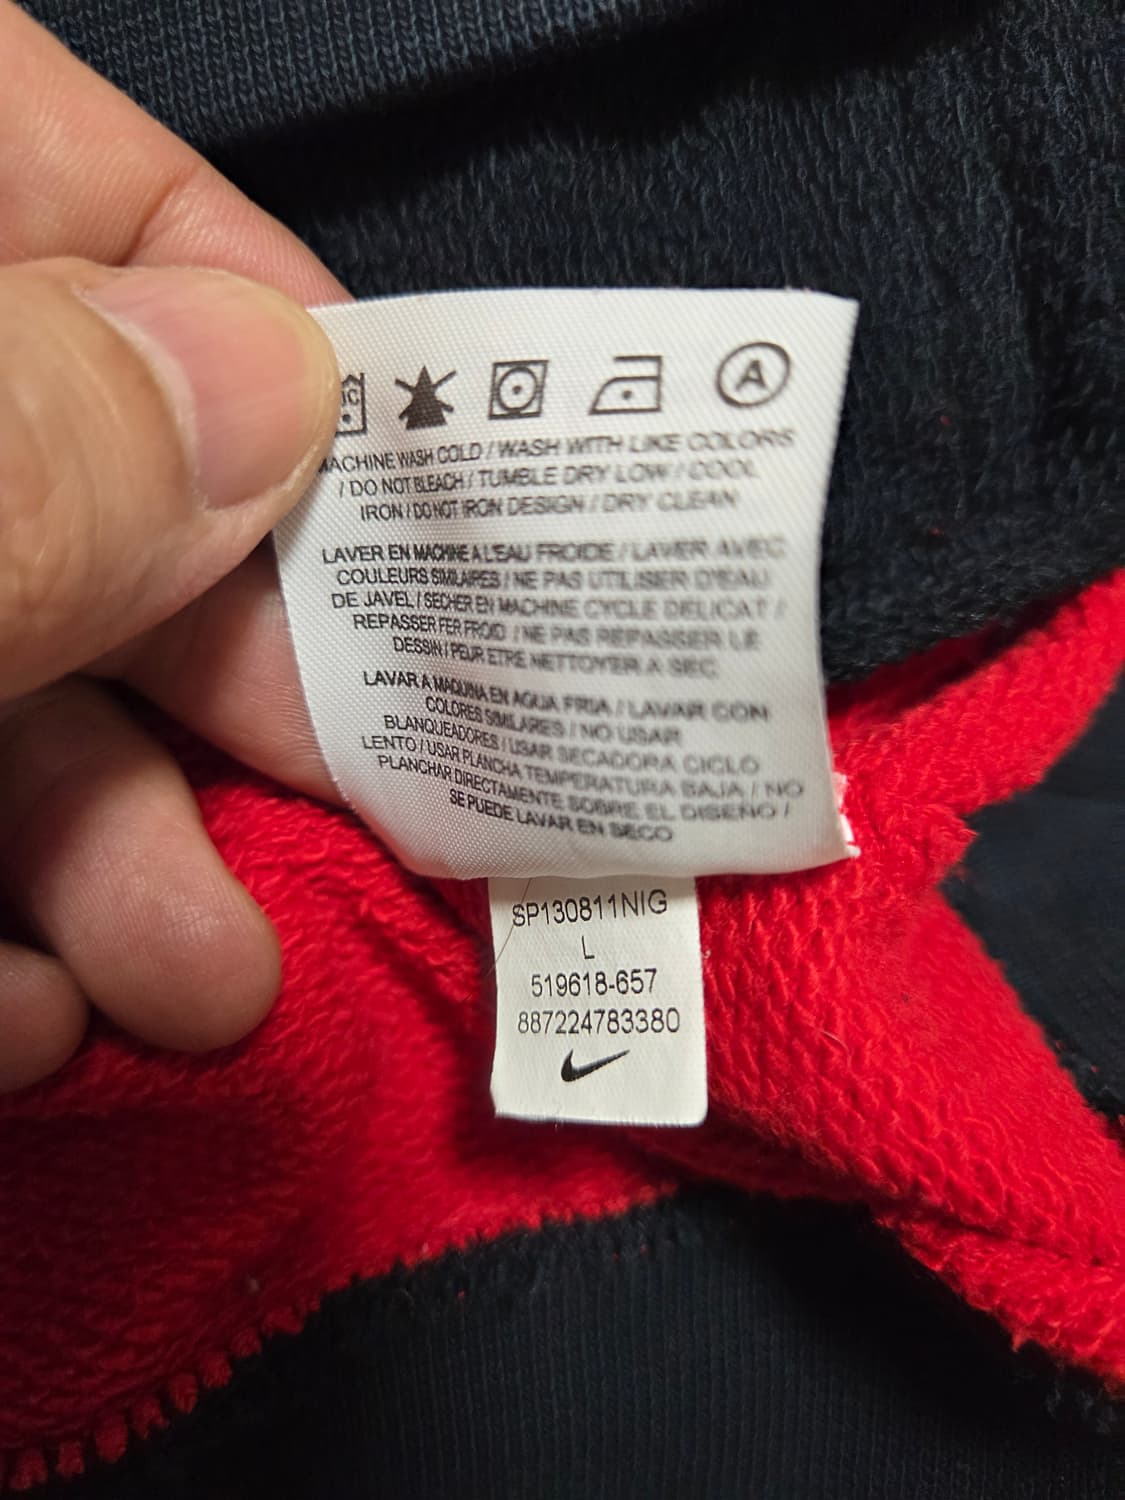 °C
A
MACHINE WASH COLD / WASH WITH LIKE COLORS
/ DO NOT BLEACH / TUMBLE DRY LOW / COOL
IRON / DO NOT IRON DESIGN / DRY CLEAN
LAVER EN MACHINE A L'EAU FROIDE / LAVER AVEC
COULEURS SIMILAIRES / NE PAS UTILISER D'EAU
DE JAVEL / SECHER EN MACHINE CYCLE DELICAT /
REPASSER FER FROID / NE PAS REPASSER LE
DESSIN / PEUR ETRE NETTOYER A SEC
LAVAR A MAQUINA EN AGUA FRIA / LAVAR CON
COLORES SIMILARES / NO USAR
BLANQUEADORES / USAR SECADORA CICLO
LENTO / USAR PLANCHA TEMPERATURA BAJA / NO
PLANCHAR DIRECTAMENTE SOBRE EL DISENO /
SE PUEDE LAVAR EN SECO
SP130811NIG
L
519618-657
887224783380